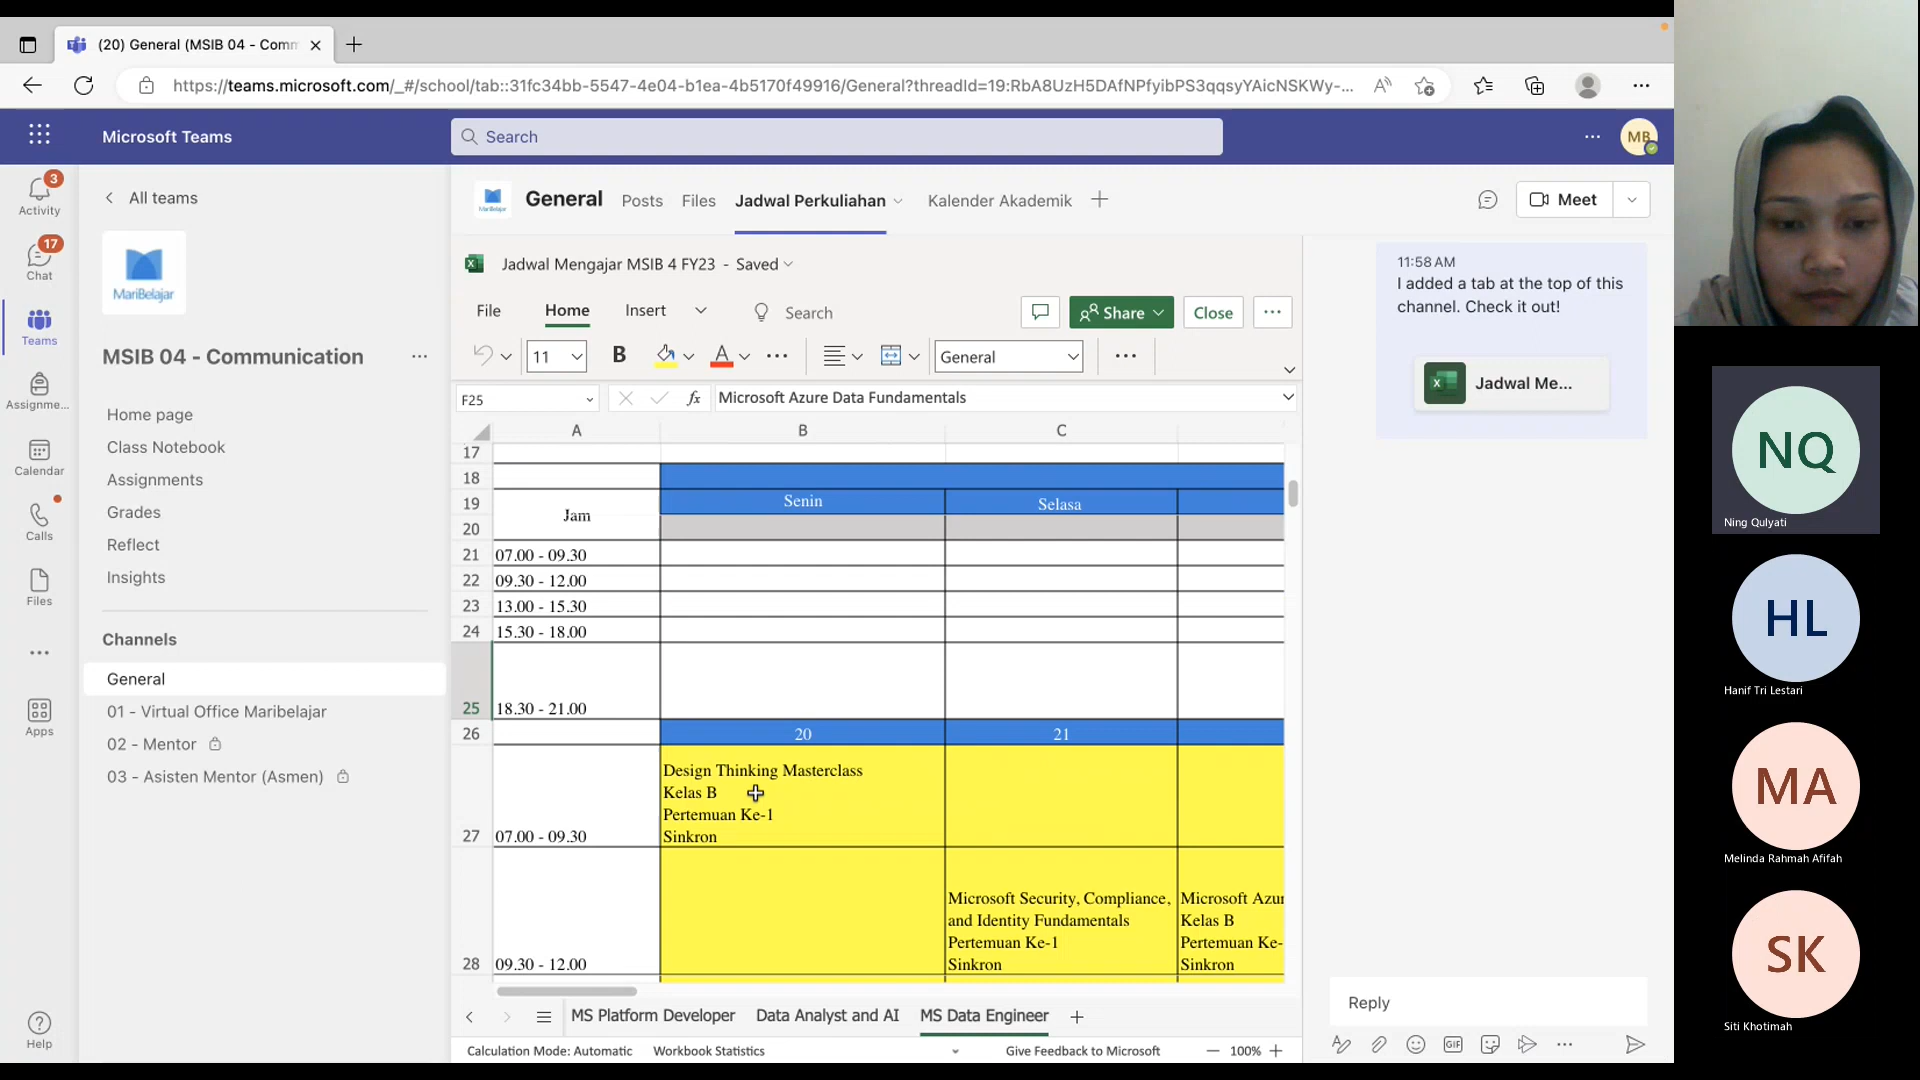 (20) General (MSIB 04 - Comm
https://teams.microsoft.com/_#/school/tab::31fc34bb-5547-4e04-b1ea-4b5170f49916/General?threadId=19:RbA8UzH5DAfNPfyibPS3qqsyYAicNSKWy-...
Microsoft Teams
Search
MB
3
Activity
17
Chat
Teams
Assignme...
Calendar
Calls
Files
Apps
Help
All teams
MariBelajar
MSIB 04 - Communication
Home page
Class Notebook
Assignments
Grades
Reflect
Insights
Channels
General
01 - Virtual Office Maribelajar
02 - Mentor
03 - Asisten Mentor (Asmen)
MariBelajar
General Posts Files Jadwal Perkuliahan Kalender Akademik
Meet
Jadwal Mengajar MSIB 4 FY23 - Saved
File Home Insert Search Share Close
11 B A General
F25 fx Microsoft Azure Data Fundamentals
A B C
17
18
19 Jam Senin Selasa
20
21 07.00 - 09.30
22 09.30 - 12.00
23 13.00 - 15.30
24 15.30 - 18.00
25 18.30 - 21.00
26 20 21
Design Thinking Masterclass
Kelas B
Pertemuan Ke-1
27 07.00 - 09.30 Sinkron
Microsoft Security, Compliance, Microsoft Azur
and Identity Fundamentals Kelas B
Pertemuan Ke-1 Pertemuan Ke-
28 09.30 - 12.00 Sinkron Sinkron
MS Platform Developer Data Analyst and AI MS Data Engineer
Calculation Mode: Automatic Workbook Statistics Give Feedback to Microsoft 100%
11:58 AM
I added a tab at the top of this
channel. Check it out!
Jadwal Me...
Reply
GIF
NQ
Ning Qulyati
HL
Hanif Tri Lestari
MA
Melinda Rahmah Afifah
SK
Siti Khotimah